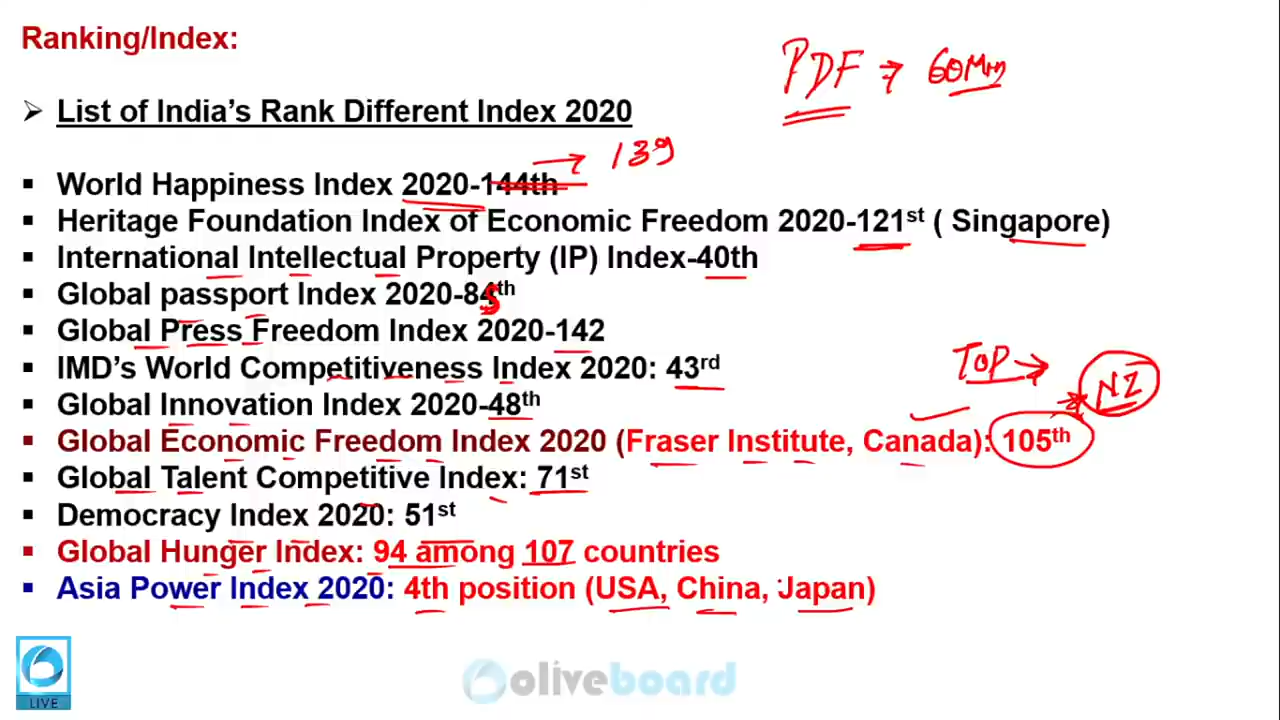 Ranking/Index:
PDF → 60Min
➢ List of India's Rank Different Index 2020
→ 139
▪ World Happiness Index 2020-144th
▪ Heritage Foundation Index of Economic Freedom 2020-121st ( Singapore)
▪ International Intellectual Property (IP) Index-40th
▪ Global passport Index 2020-84th
5
▪ Global Press Freedom Index 2020-142
TOP →
▪ IMD's World Competitiveness Index 2020: 43rd
NZ
▪ Global Innovation Index 2020-48th
▪ Global Economic Freedom Index 2020 (Fraser Institute, Canada): 105th
▪ Global Talent Competitive Index: 71st
▪ Democracy Index 2020: 51st
▪ Global Hunger Index: 94 among 107 countries
▪ Asia Power Index 2020: 4th position (USA, China, Japan)
LIVE
oliveboard